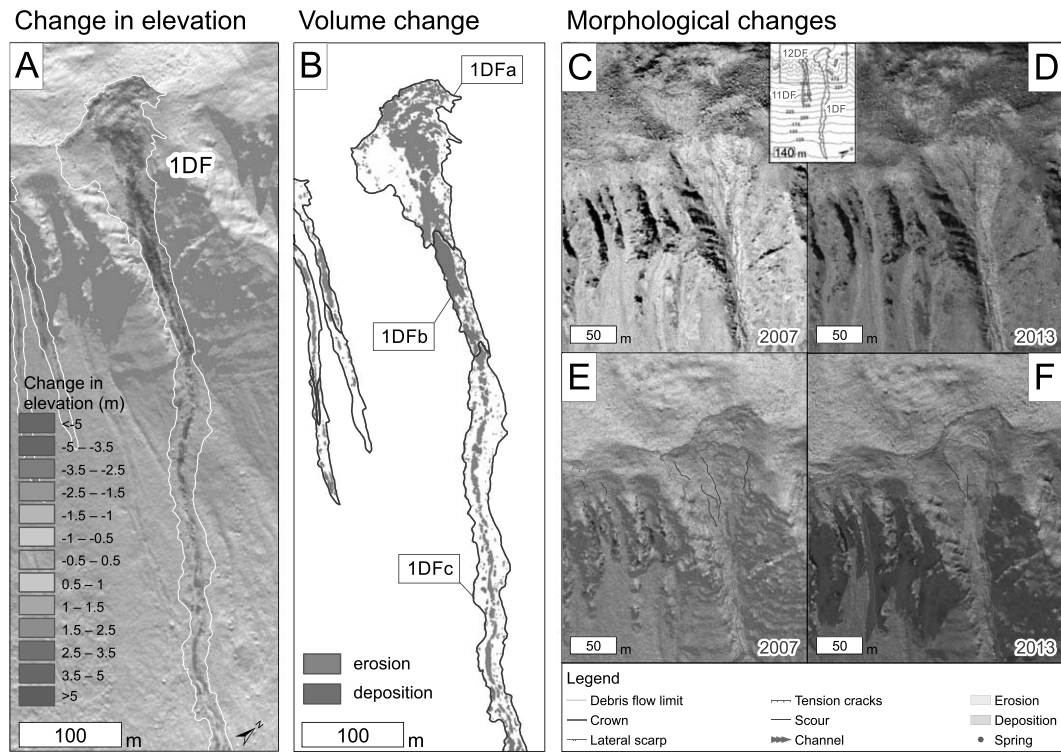 Change in elevation
Volume change
Morphological changes
A
1DF
Change in
elevation (m)
<-5
-5 – -3.5
-3.5 – -2.5
-2.5 – -1.5
-1.5 – -1
-1 – -0.5
-0.5 – 0.5
0.5 – 1
1 – 1.5
1.5 – 2.5
2.5 – 3.5
3.5 – 5
>5
100 m
N
B
1DFa
1DFb
1DFc
erosion
deposition
100 m
C
12DF
11DF
1DF
140 m
50 m
2007
D
50 m
2013
E
50 m
2007
F
50 m
2013
Legend
Debris flow limit
Crown
Lateral scarp
Tension cracks
Scour
Channel
Erosion
Deposition
Spring